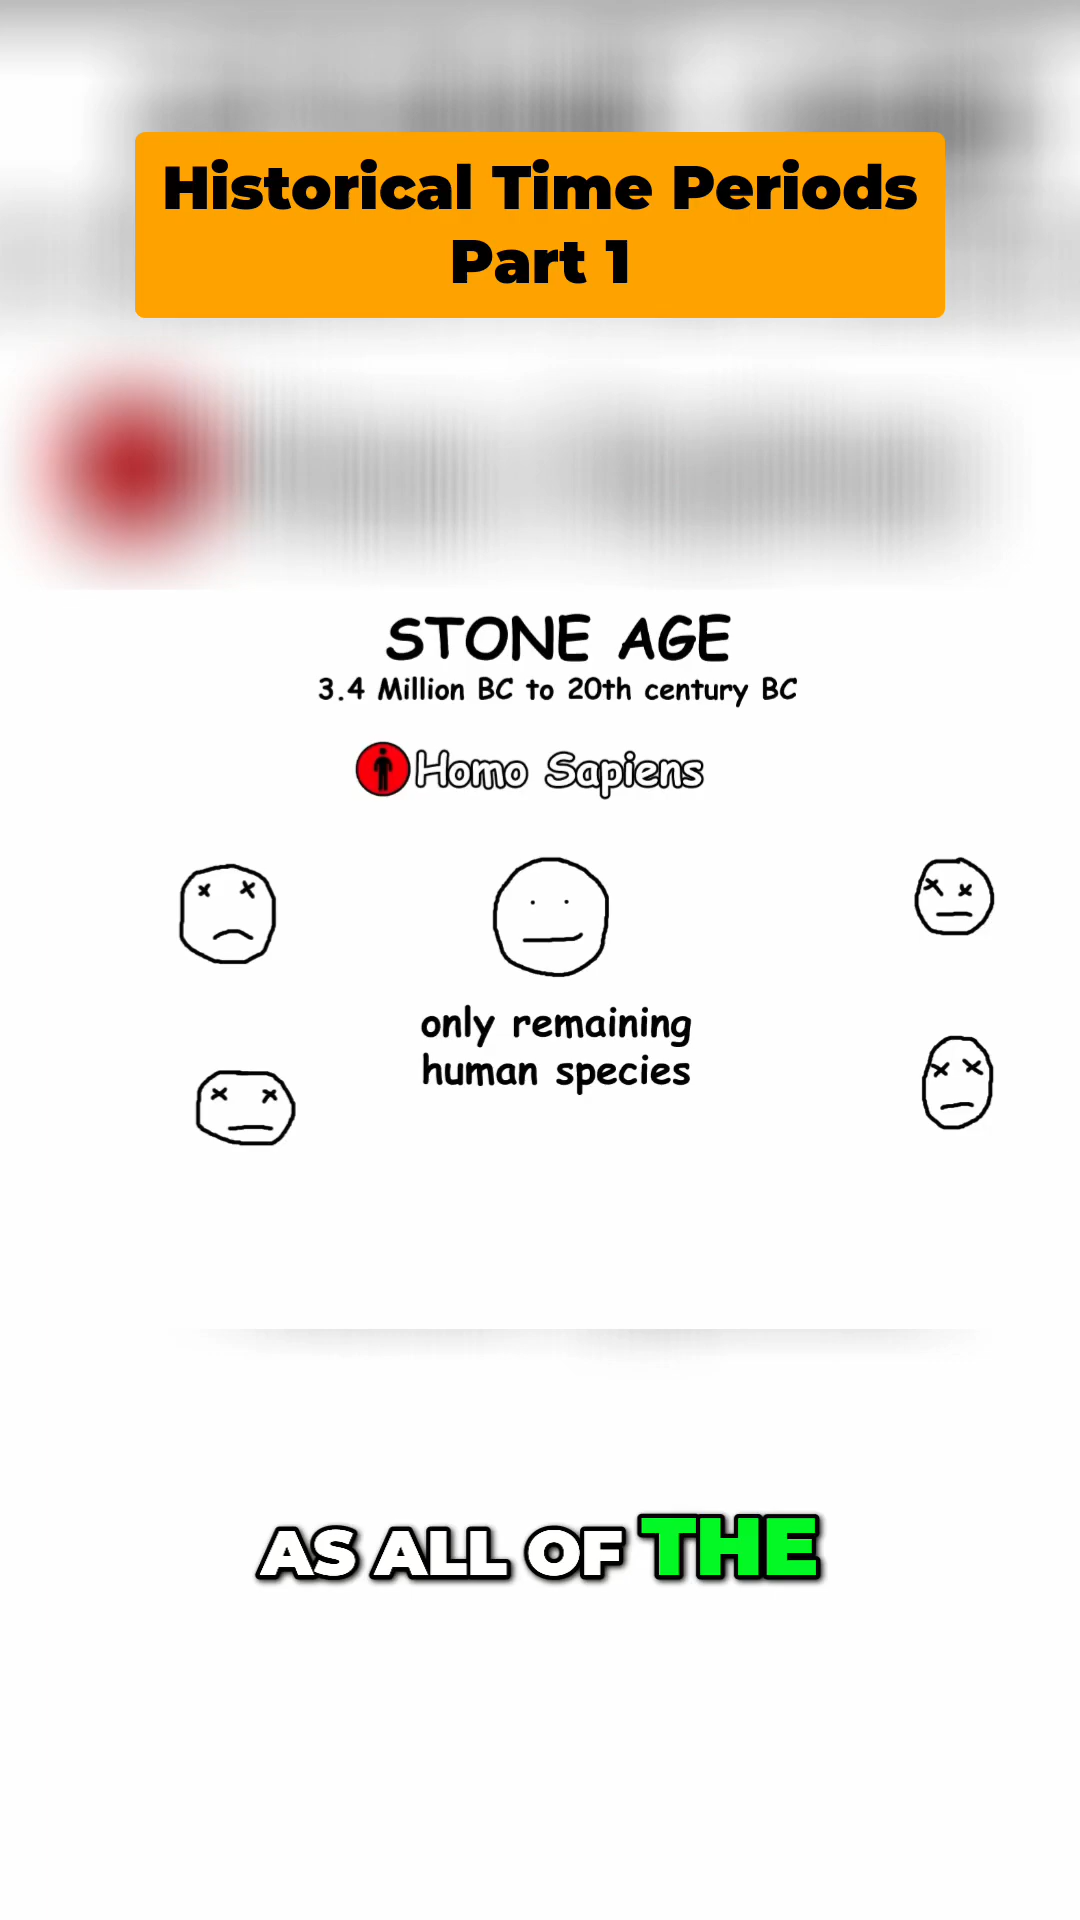 Historical Time Periods
Part 1
STONE AGE
3.4 Million BC to 20th century BC
Homo Sapiens
only remaining
human species
AS ALL OF THE